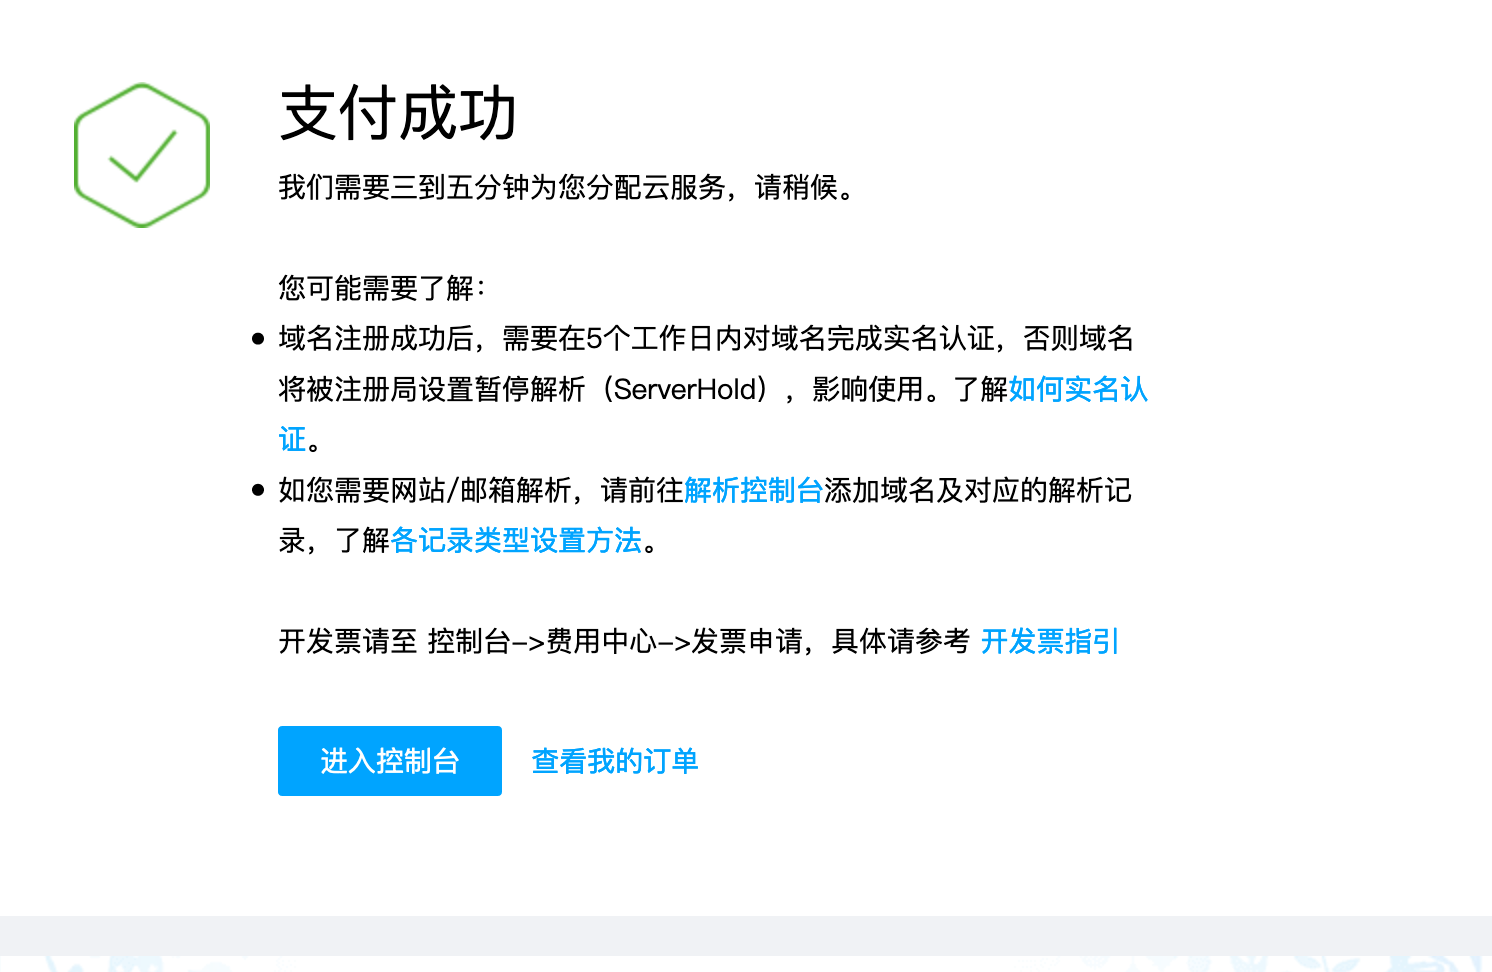 支付成功
我们需要三到五分钟为您分配云服务，请稍候。
您可能需要了解：
域名注册成功后，需要在5个工作日内对域名完成实名认证，否则域名
将被注册局设置暂停解析（ServerHold），影响使用。了解如何实名认
证。
如您需要网站/邮箱解析，请前往解析控制台添加域名及对应的解析记
录，了解各记录类型设置方法。
开发票请至 控制台->费用中心->发票申请，具体请参考 开发票指引
进入控制台 查看我的订单